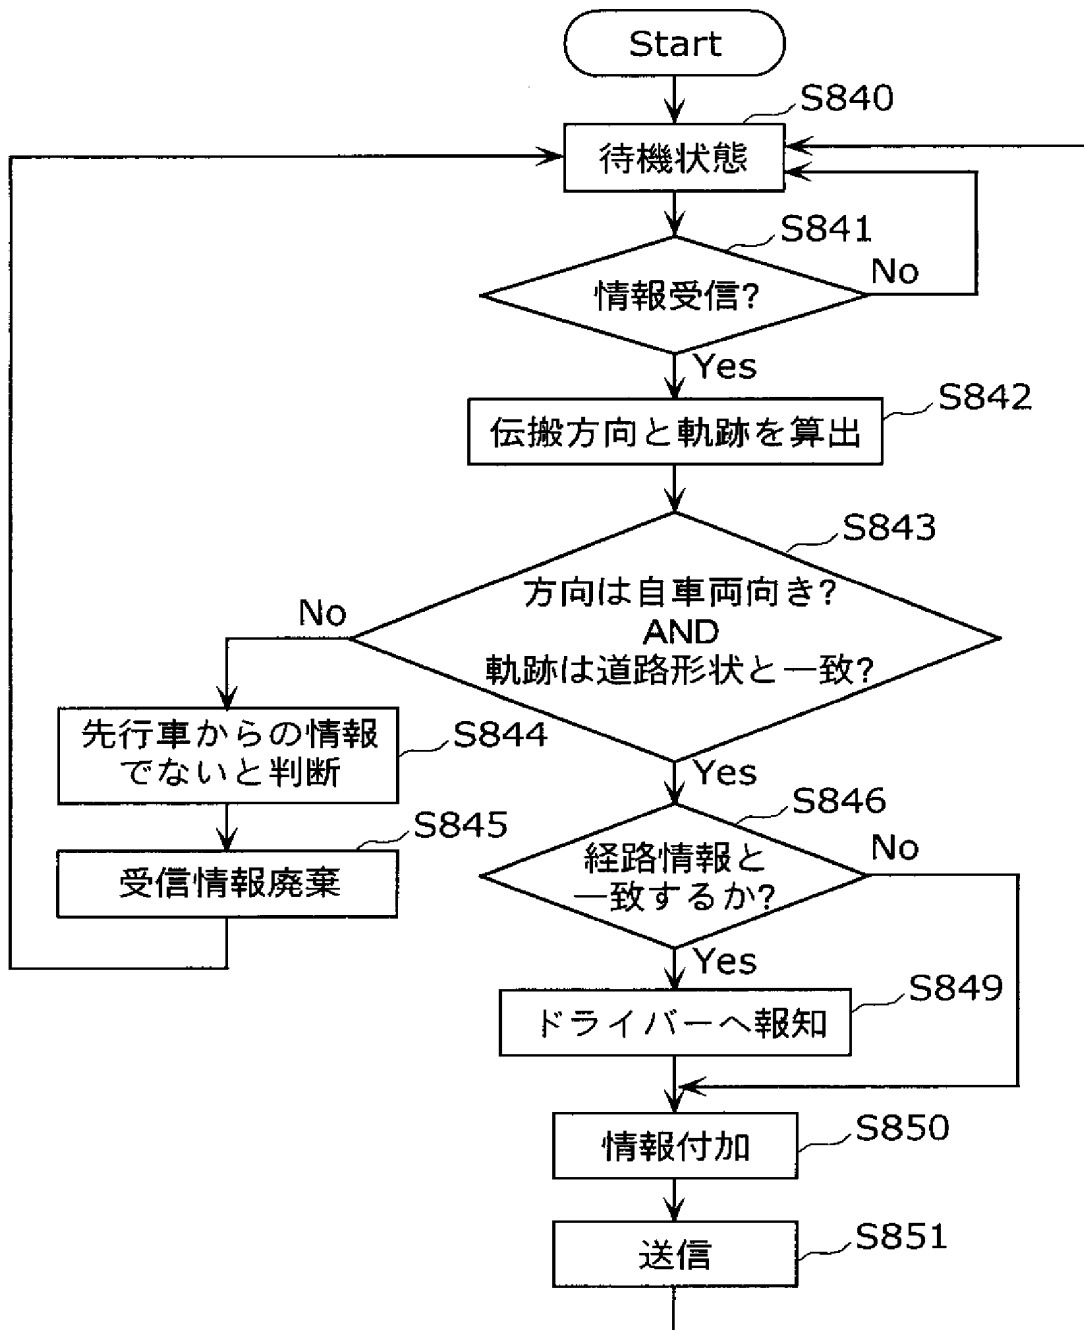 Start
S840
待機状態
S841
情報受信?
No
Yes
S842
伝搬方向と軌跡を算出
S843
方向は自車両向き?
AND
軌跡は道路形状と一致?
No
Yes
S844
先行車からの情報
でないと判断
S845
受信情報廃棄
S846
経路情報と
一致するか?
No
Yes
S849
ドライバーへ報知
S850
情報付加
S851
送信